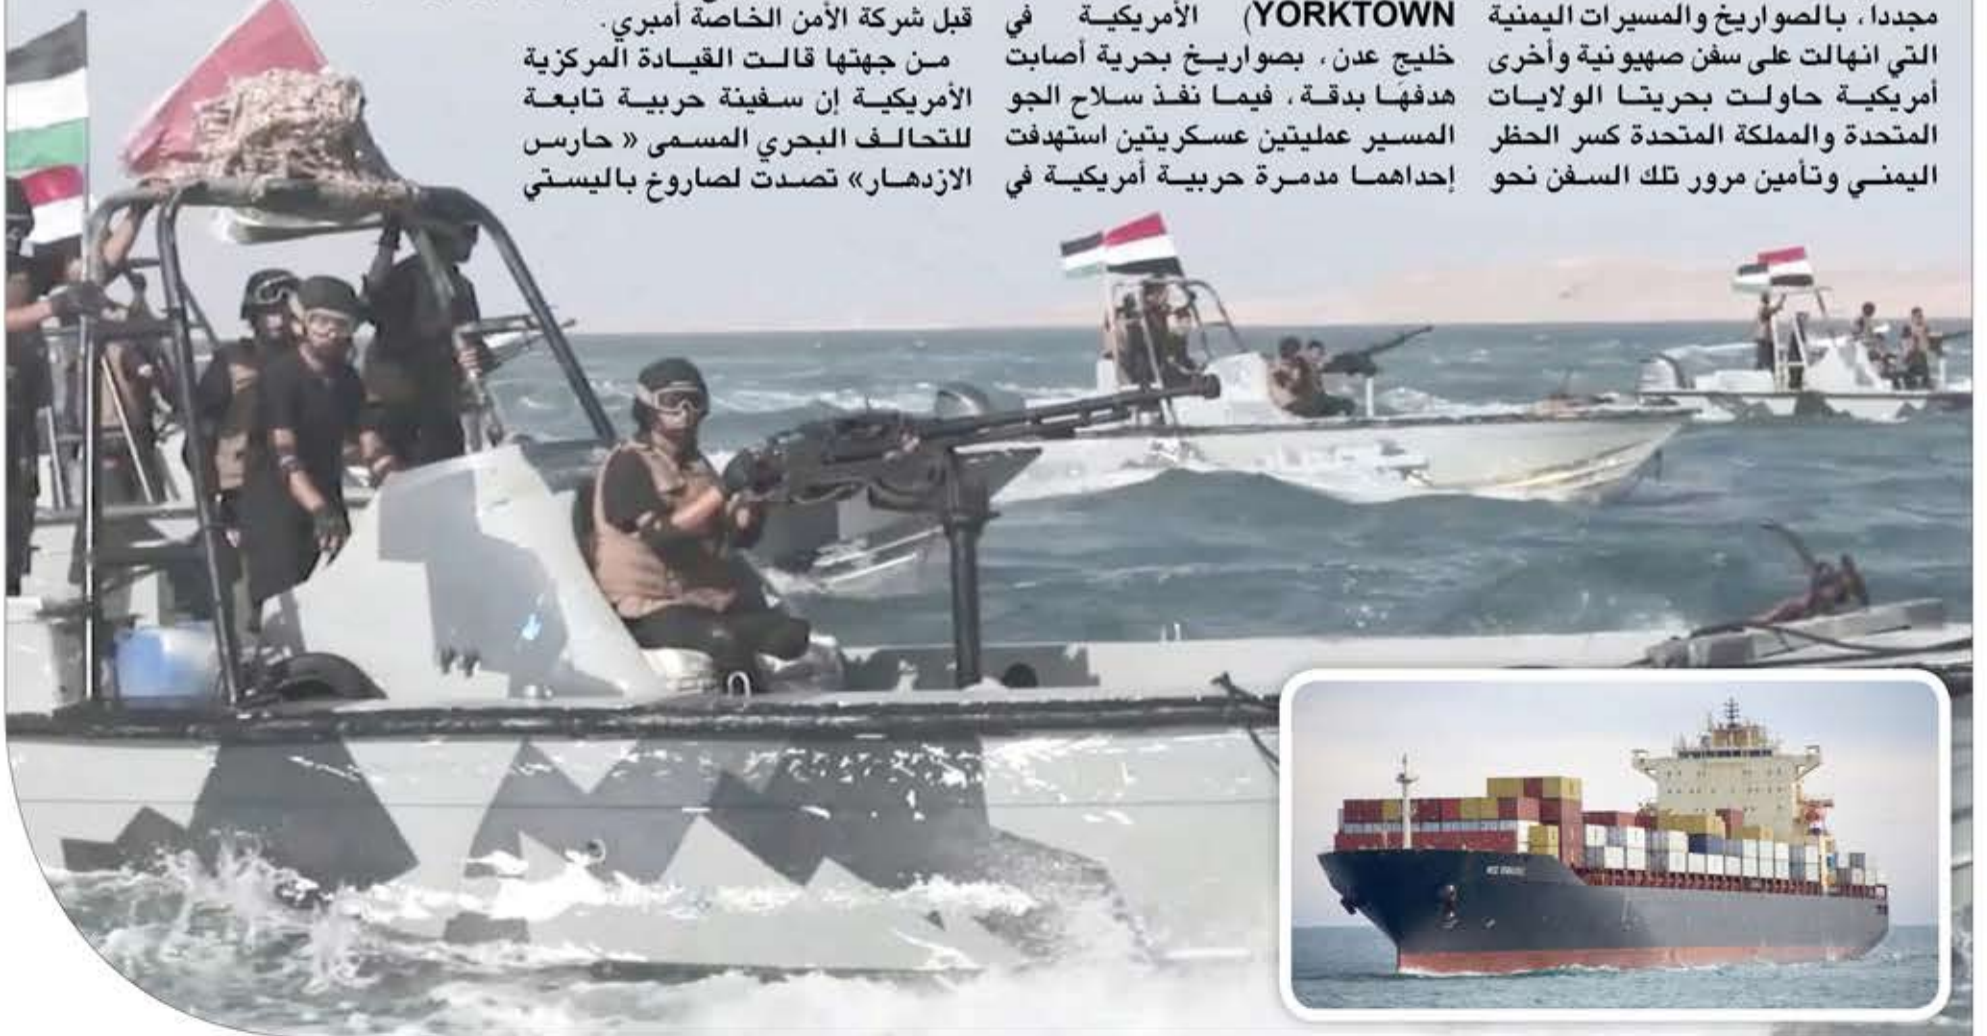 مجددا، بالصواريخ والمسيرات اليمنية
التي انهالت على سفن صهيونية وأخرى
أمريكية حاولت بحريتا الولايات
المتحدة والمملكة المتحدة كسر الحظر
اليمني وتأمين مرور تلك السفن نحو
YORKTOWN) الأمريكية في
خليج عدن، بصواريخ بحرية أصابت
هدفها بدقة، فيما نفذ سلاح الجو
المسير عمليتين عسكريتين استهدفت
إحداهما مدمرة حربية أمريكية في
قبل شركة الأمن الخاصة أمبري.
من جهتها قالت القيادة المركزية
الأمريكية إن سفينة حربية تابعة
للتحالف البحري المسمى « حارس
الازدهار» تصدت لصاروخ باليستي